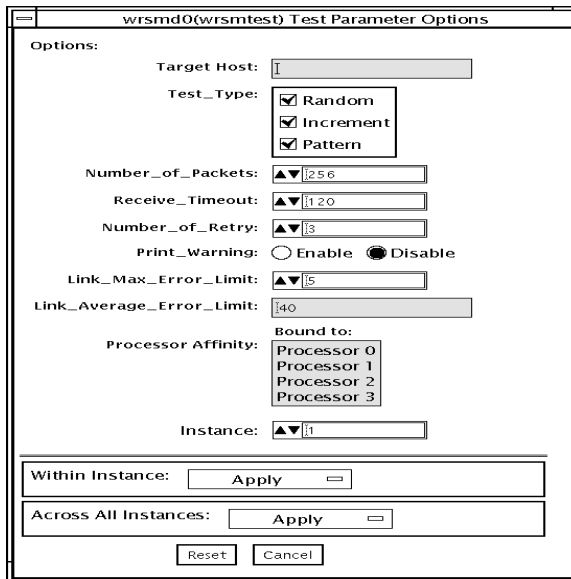 wrsmd0(wrsmtest) Test Parameter Options
Options:
Target Host:
Test_Type:
Random
Increment
Pattern
Number_of_Packets: 256
Receive_Timeout: 120
Number_of_Retry: 3
Print_Warning: Enable Disable
Link_Max_Error_Limit: 5
Link_Average_Error_Limit: 40
Bound to:
Processor Affinity:
Processor 0
Processor 1
Processor 2
Processor 3
Instance: 1
Within Instance: Apply
Across All Instances: Apply
Reset Cancel